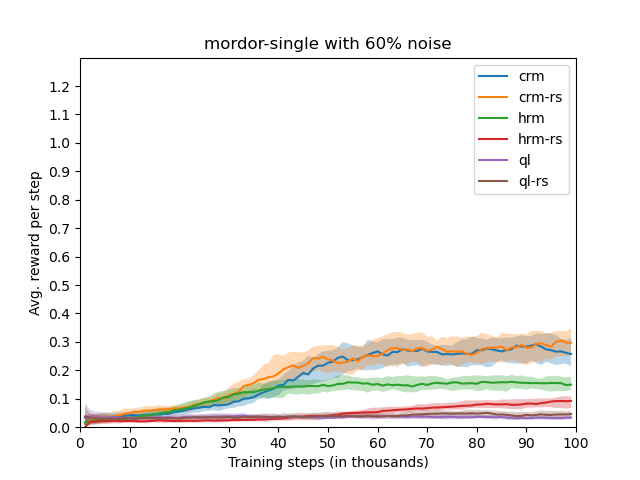 mordor-single with 60% noise
Avg. reward per step
1.2
1.1
1.0
0.9
0.8
0.7
0.6
0.5
0.4
0.3
0.2
0.1
0.0
crm
crm-rs
hrm
hrm-rs
ql
ql-rs
0 10 20 30 40 50 60 70 80 90 100
Training steps (in thousands)